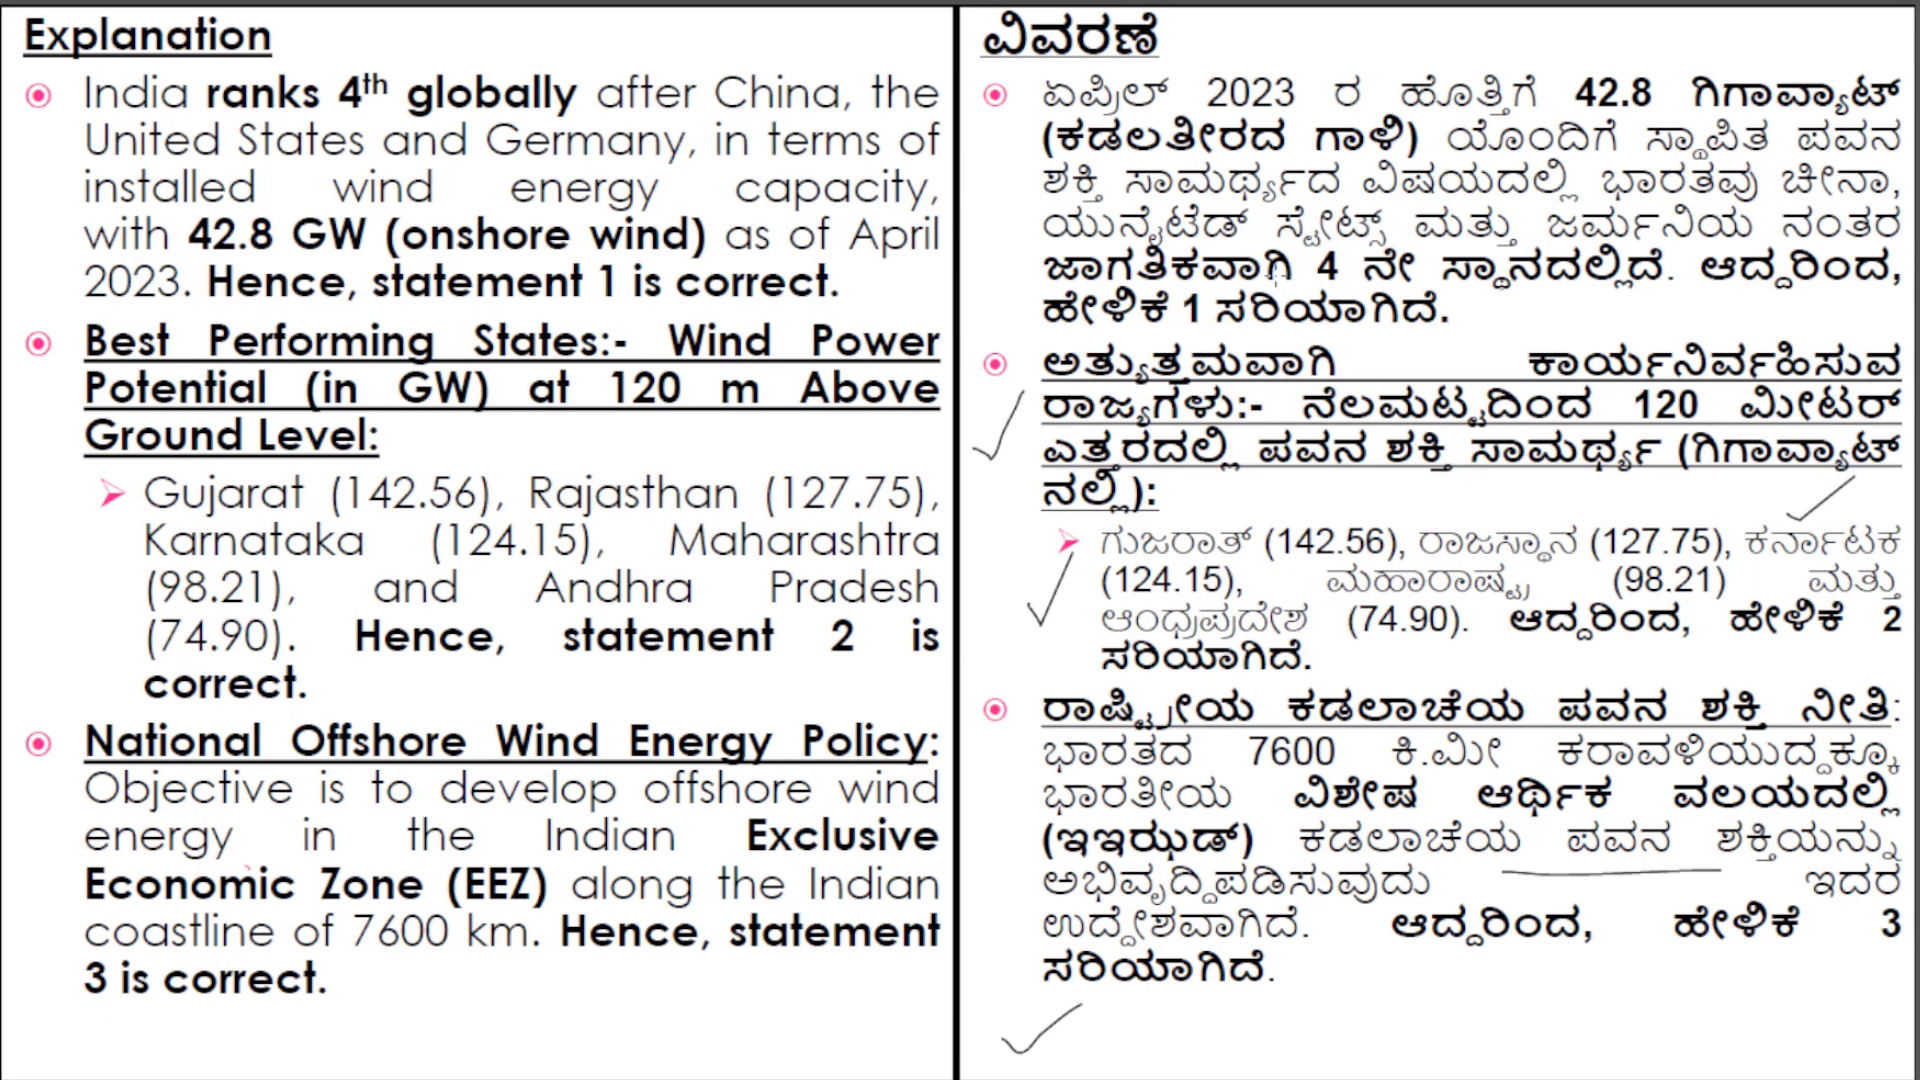 Explanation
India ranks 4th globally after China, the
United States and Germany, in terms of
installed wind energy capacity,
with 42.8 GW (onshore wind) as of April
2023. Hence, statement 1 is correct.
Best Performing States:- Wind Power
Potential (in GW) at 120 m Above
Ground Level:
Gujarat (142.56), Rajasthan (127.75),
Karnataka (124.15), Maharashtra
(98.21), and Andhra Pradesh
(74.90). Hence, statement 2 is
correct.
National Offshore Wind Energy Policy:
Objective is to develop offshore wind
energy in the Indian Exclusive
Economic Zone (EEZ) along the Indian
coastline of 7600 km. Hence, statement
3 is correct.
ವಿವರಣೆ
ಏಪ್ರಿಲ್ 2023 ರ ಹೊತ್ತಿಗೆ 42.8 ಗಿಗಾವ್ಯಾಟ್
(ಕಡಲತೀರದ ಗಾಳಿ) ಯೊಂದಿಗೆ ಸ್ಥಾಪಿತ ಪವನ
ಶಕ್ತಿ ಸಾಮರ್ಥ್ಯದ ವಿಷಯದಲ್ಲಿ ಭಾರತವು ಚೀನಾ,
ಯುನೈಟೆಡ್ ಸ್ಟೇಟ್ಸ್ ಮತ್ತು ಜರ್ಮನಿಯ ನಂತರ
ಜಾಗತಿಕವಾಗಿ 4 ನೇ ಸ್ಥಾನದಲ್ಲಿದೆ. ಆದ್ದರಿಂದ,
ಹೇಳಿಕೆ 1 ಸರಿಯಾಗಿದೆ.
ಅತ್ಯುತ್ತಮವಾಗಿ ಕಾರ್ಯನಿರ್ವಹಿಸುವ
ರಾಜ್ಯಗಳು:- ನೆಲಮಟ್ಟದಿಂದ 120 ಮೀಟರ್
ಎತ್ತರದಲ್ಲಿ ಪವನ ಶಕ್ತಿ ಸಾಮರ್ಥ್ಯ (ಗಿಗಾವ್ಯಾಟ್
ನಲ್ಲಿ):
ಗುಜರಾತ್ (142.56), ರಾಜಸ್ಥಾನ (127.75), ಕರ್ನಾಟಕ
(124.15), ಮಹಾರಾಷ್ಟ್ರ (98.21) ಮತ್ತು
ಆಂಧ್ರಪ್ರದೇಶ (74.90). ಆದ್ದರಿಂದ, ಹೇಳಿಕೆ 2
ಸರಿಯಾಗಿದೆ.
ರಾಷ್ಟ್ರೀಯ ಕಡಲಾಚೆಯ ಪವನ ಶಕ್ತಿ ನೀತಿ:
ಭಾರತದ 7600 ಕಿ.ಮೀ ಕರಾವಳಿಯುದ್ದಕ್ಕೂ
ಭಾರತೀಯ ವಿಶೇಷ ಆರ್ಥಿಕ ವಲಯದಲ್ಲಿ
(ಇಇಝಡ್) ಕಡಲಾಚೆಯ ಪವನ ಶಕ್ತಿಯನ್ನು
ಅಭಿವೃದ್ಧಿಪಡಿಸುವುದು ಇದರ
ಉದ್ದೇಶವಾಗಿದೆ. ಆದ್ದರಿಂದ, ಹೇಳಿಕೆ 3
ಸರಿಯಾಗಿದೆ.